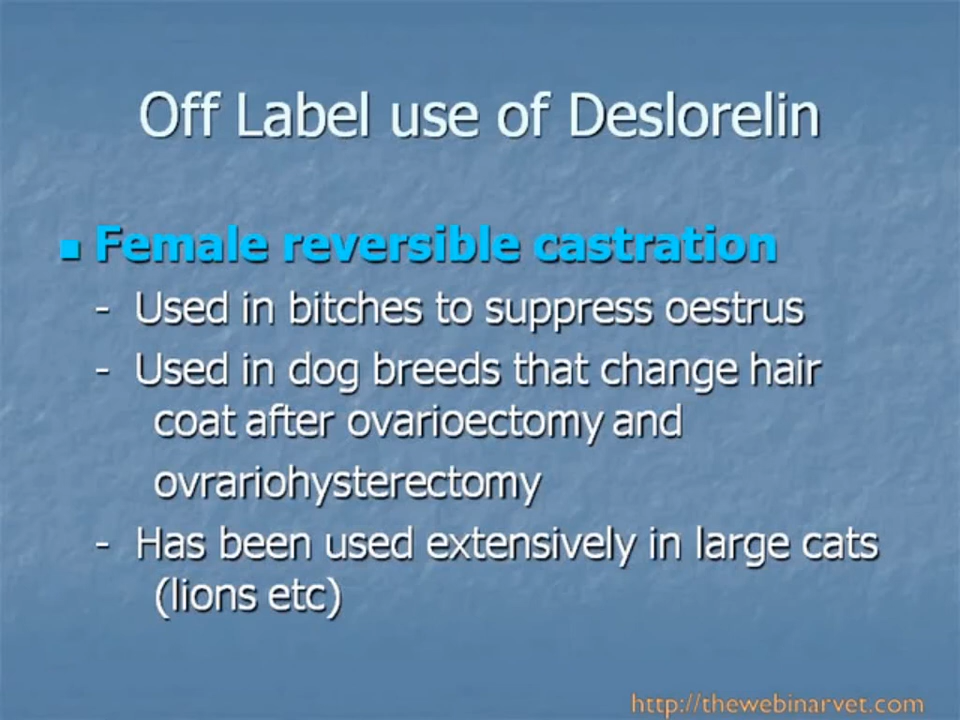 Off Label use of Deslorelin
■ Female reversible castration
- Used in bitches to suppress oestrus
- Used in dog breeds that change hair
coat after ovarioectomy and
ovrariohysterectomy
- Has been used extensively in large cats
(lions etc)
http://thewebinarvet.com